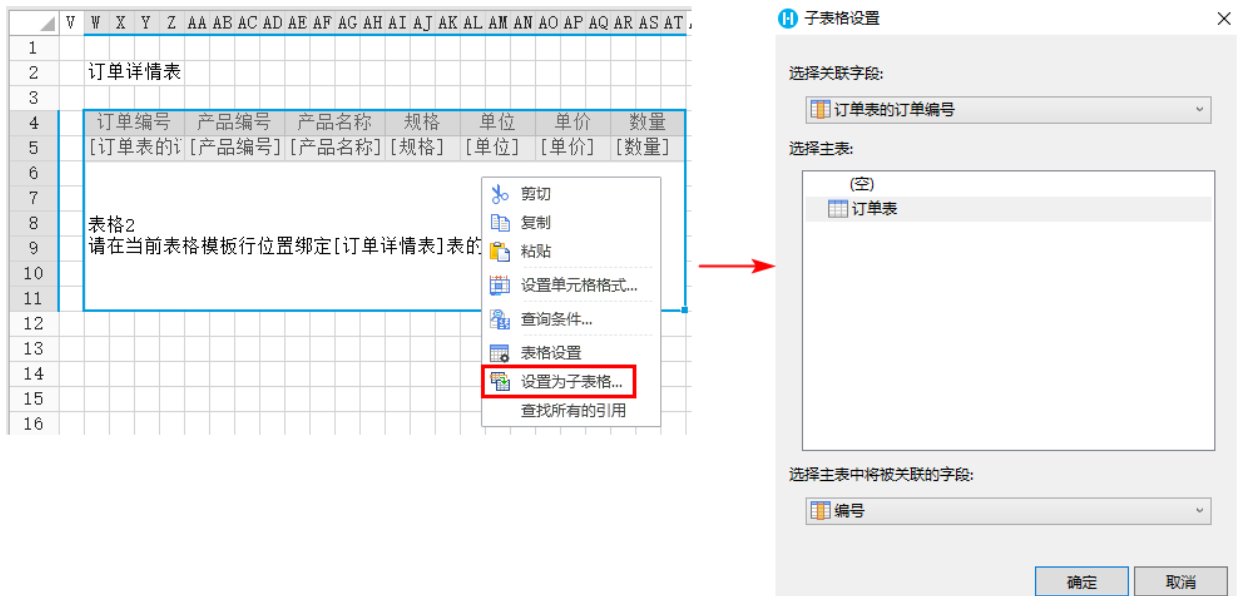 V W X Y Z AA AB AC AD AE AF AG AH AI AJ AK AL AM AN AO AP AQ AR AS AT
1
2 订单详情表
3
4 订单编号 产品编号 产品名称 规格 单位 单价 数量
5 [订单表的 [产品编号] [产品名称] [规格] [单位] [单价] [数量]
6
7
8 表格2
9 请在当前表格模板行位置绑定[订单详情表]表的
10
11
12
13
14
15
16
剪切
复制
粘贴
设置单元格格式...
查询条件...
表格设置
设置为子表格...
查找所有的引用
子表格设置
选择关联字段:
订单表的订单编号
选择主表:
(空)
订单表
选择主表中将被关联的字段:
编号
确定 取消